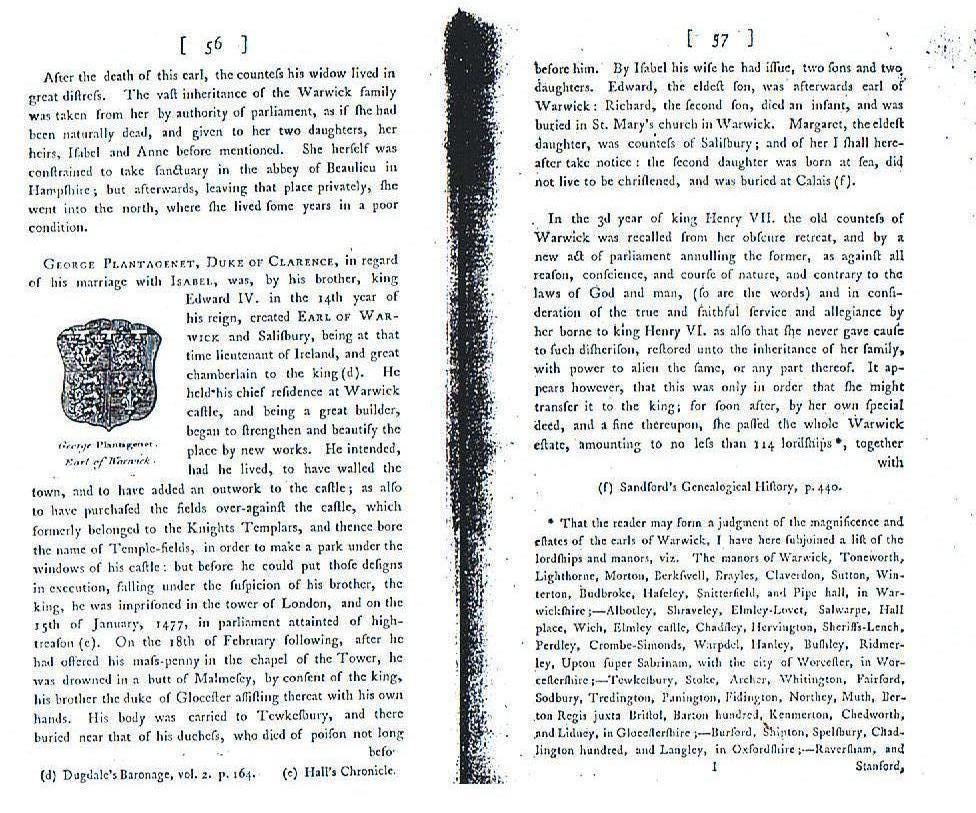 [ 56 ]
After the death of this earl, the counteſs his widow lived in
great diſtreſs. The vaſt inheritance of the Warwick family
was taken from her by authority of parliament, as if ſhe had
been naturally dead, and given to her two daughters, her
heirs, Iſabel and Anne before mentioned. She herſelf was
conſtrained to take ſanctuary in the abbey of Beaulieu in
Hampſhire; but afterwards, leaving that place privately, ſhe
went into the north, where ſhe lived ſome years in a poor
condition.
GEORGE PLANTAGENET, DUKE OF CLARENCE, in regard
of his marriage with ISABEL, was, by his brother, king
Edward IV. in the 14th year of
his reign, created EARL OF WAR-
WICK and Saliſbury, being at that
time lieutenant of Ireland, and great
chamberlain to the king (d). He
held his chief reſidence at Warwick
caſtle, and being a great builder,
began to ſtrengthen and beautify the
place by new works. He intended,
had he lived, to have walled the
George Plantagenet.
Earl of Warwick.
town, and to have added an outwork to the caſtle; as alſo
to have purchaſed the fields over-againſt the caſtle, which
formerly belonged to the Knights Templars, and thence bore
the name of Temple-fields, in order to make a park under the
windows of his caſtle: but before he could put thoſe deſigns
in execution, falling under the ſuſpicion of his brother, the
king, he was impriſoned in the tower of London, and on the
15th of January, 1477, in parliament attainted of high-
treaſon (e). On the 18th of February following, after he
had offered his maſs-penny in the chapel of the Tower, he
was drowned in a butt of Malmeſey, by conſent of the king,
his brother the duke of Gloceſter aſſiſting thereat with his own
hands. His body was carried to Tewkeſbury, and there
buried near that of his ducheſs, who died of poiſon not long
befo
(d) Dugdale's Baronage, vol. 2. p. 164. (e) Hall's Chronicle.
[ 57 ]
before him. By Iſabel his wife he had iſſue, two ſons and two
daughters. Edward, the eldeſt ſon, was afterwards earl of
Warwick: Richard, the ſecond ſon, died an infant, and was
buried in St. Mary's church in Warwick. Margaret, the eldeſt
daughter, was counteſs of Saliſbury; and of her I ſhall here-
after take notice: the ſecond daughter was born at ſea, did
not live to be chriſtened, and was buried at Calais (f).
In the 3d year of king Henry VII. the old counteſs of
Warwick was recalled from her obſcure retreat, and by a
new act of parliament annulling the former, as againſt all
reaſon, conſcience, and courſe of nature, and contrary to the
laws of God and man, (ſo are the words) and in conſi-
deration of the true and faithful ſervice and allegiance by
her borne to king Henry VI. as alſo that ſhe never gave cauſe
to ſuch diſheriſon, reſtored unto the inheritance of her family,
with power to alien the ſame, or any part thereof. It ap-
pears however, that this was only in order that ſhe might
transfer it to the king; for ſoon after, by her own ſpecial
deed, and a fine thereupon, ſhe paſſed the whole Warwick
eſtate, amounting to no leſs than 114 lordſhips*, together
with
(f) Sandford's Genealogical Hiſtory, p. 440.
* That the reader may form a judgment of the magnificence and
eſtates of the earls of Warwick, I have here ſubjoined a liſt of the
lordſhips and manors, viz. The manors of Warwick, Toneworth,
Lighthorne, Morton, Berkſwell, Brayles, Claverdon, Sutton, Win-
terton, Budbroke, Haſeley, Snitterfield, and Pipe hall, in War-
wickſhire;—Albotley, Shraveley, Elmley-Lovet, Salwarpe, Hall
place, Wich, Elmley caſtle, Chadſley, Hervington, Sheriffs-Lench,
Perdley, Crombe-Simonds, Warpdel, Hanley, Buſhley, Ridmer-
ley, Upton ſuper Sabrinam, with the city of Worceſter, in Wor-
ceſterſhire;—Tewkeſbury, Stoke, Archer, Whitington, Fairford,
Sodbury, Tredington, Panington, Fidington, Northey, Muth, Ber-
ton Regis juxta Briſtol, Barton hundred, Kenmerton, Chedworth,
and Lidney, in Gloceſterſhire;—Burford, Shipton, Spelſbury, Chad-
lington hundred, and Langley, in Oxfordſhire;—Raverſham, and
I Stanford,